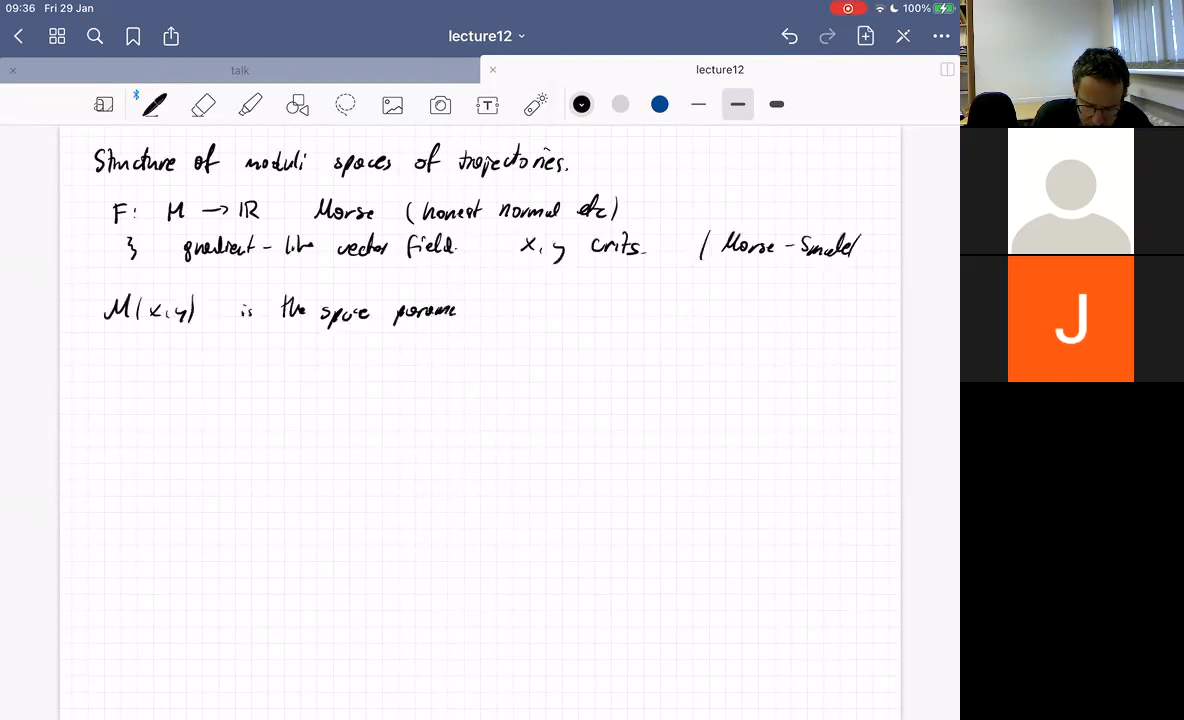 09:36 Fri 29 Jan
100%
lecture12
talk
lecture12
T
Structure of moduli spaces of trajectories.
F: M → ℝ Morse (honest normal etc)
ξ gradient-like vector field. x, y crits. (Morse-Smale)
M(x,y) is the space parame
J